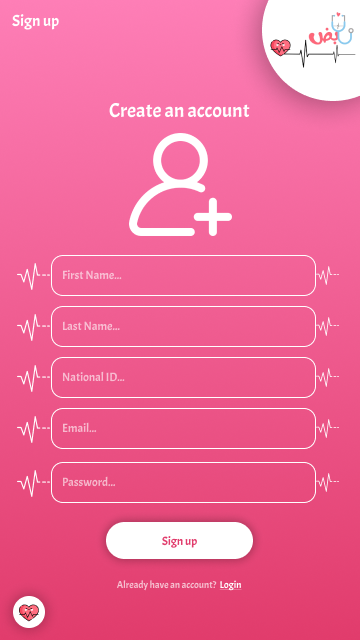 Sign up
نبض
Create an account
First Name...
Last Name...
National ID...
Email...
Password...
Sign up
Already have an account? Login